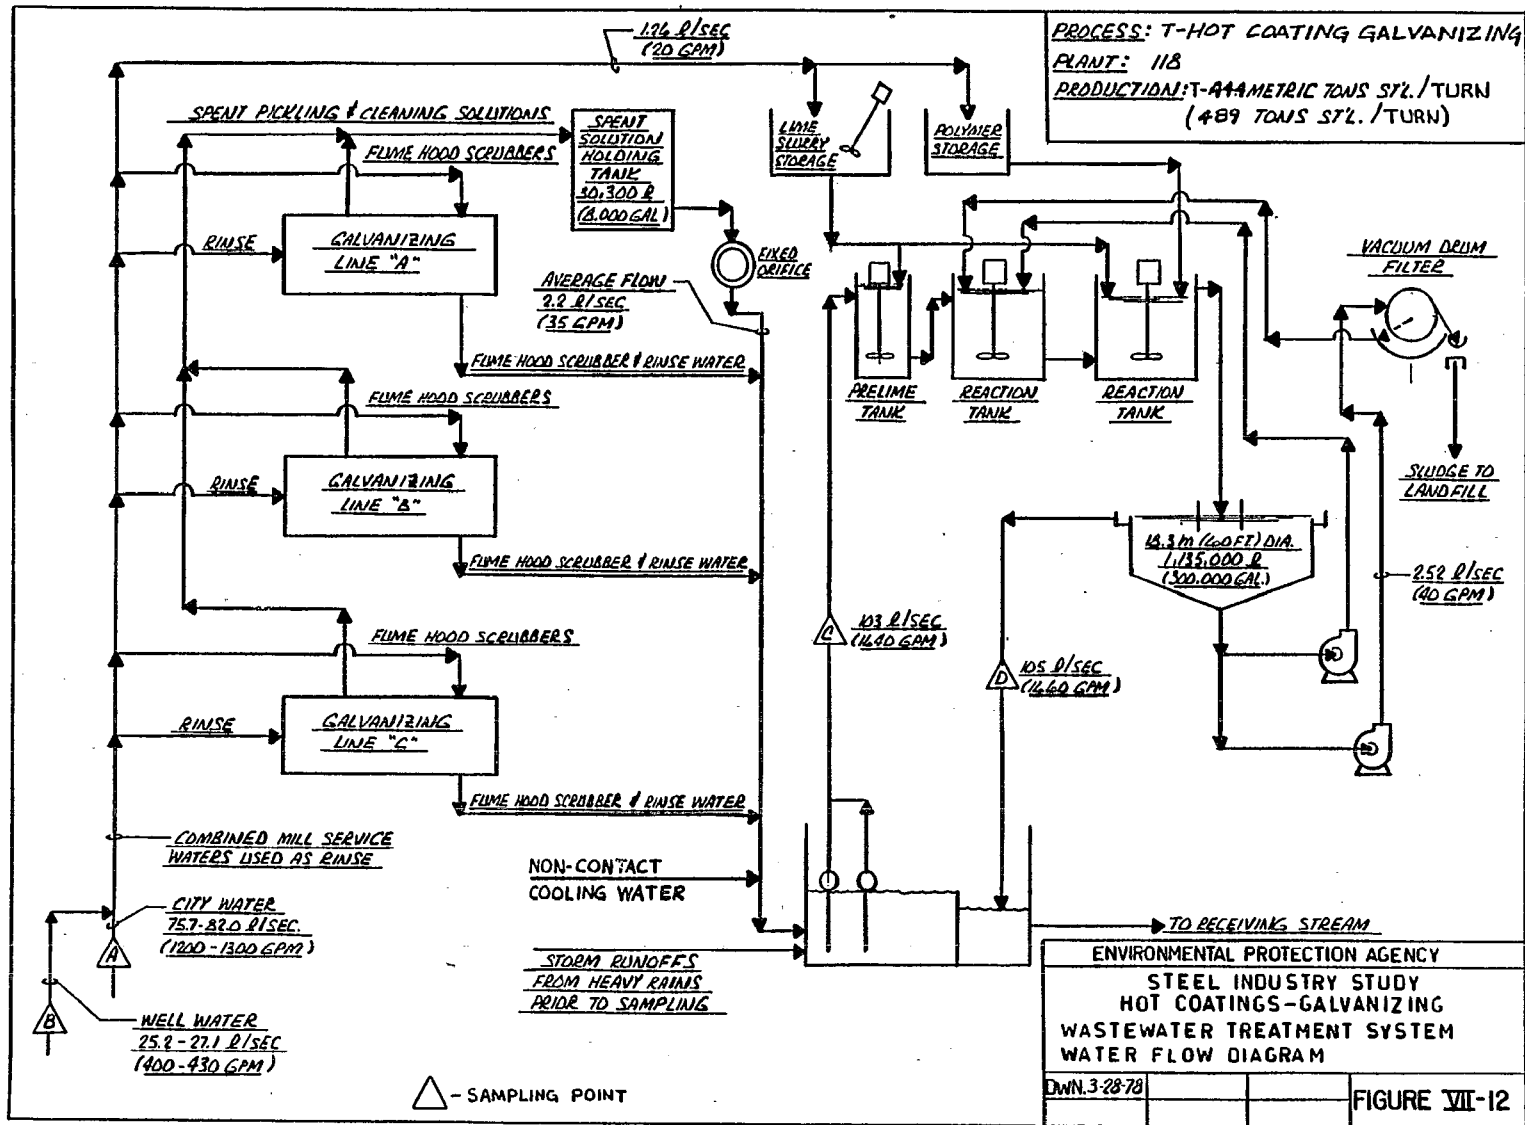 1.26 l/SEC
(20 GPM)
PROCESS: T-HOT COATING GALVANIZING
PLANT: 118
PRODUCTION: T-444 METRIC TONS ST'L./TURN
(489 TONS ST'L./TURN)
SPENT PICKLING & CLEANING SOLUTIONS
FUME HOOD SCRUBBERS
SPENT
SOLUTION
HOLDING
TANK
30,300 l
(8,000 GAL)
LIME
SLURRY
STORAGE
POLYMER
STORAGE
RINSE
GALVANIZING
LINE "A"
FIXED
ORIFICE
AVERAGE FLOW
2.2 l/SEC
(35 GPM)
VACUUM DRUM
FILTER
FUME HOOD SCRUBBER & RINSE WATER
PRELIME
TANK
REACTION
TANK
REACTION
TANK
FUME HOOD SCRUBBERS
RINSE
GALVANIZING
LINE "B"
SLUDGE TO
LANDFILL
FUME HOOD SCRUBBER & RINSE WATER
18.3 m (60 FT) DIA.
1,135,000 l
(300,000 GAL.)
2.52 l/SEC
(40 GPM)
C
103 l/SEC
(1640 GPM)
FUME HOOD SCRUBBERS
D
105 l/SEC
(1660 GPM)
RINSE
GALVANIZING
LINE "C"
FUME HOOD SCRUBBER & RINSE WATER
COMBINED MILL SERVICE
WATERS USED AS RINSE
NON-CONTACT
COOLING WATER
CITY WATER
75.7-82.0 l/SEC.
(1200-1300 GPM)
A
TO RECEIVING STREAM
STORM RUNOFFS
FROM HEAVY RAINS
PRIOR TO SAMPLING
B
WELL WATER
25.2-27.1 l/SEC
(400-430 GPM)
ENVIRONMENTAL PROTECTION AGENCY
STEEL INDUSTRY STUDY
HOT COATINGS-GALVANIZING
WASTEWATER TREATMENT SYSTEM
WATER FLOW DIAGRAM
- SAMPLING POINT
DWN. 3-28-78
FIGURE VII-12